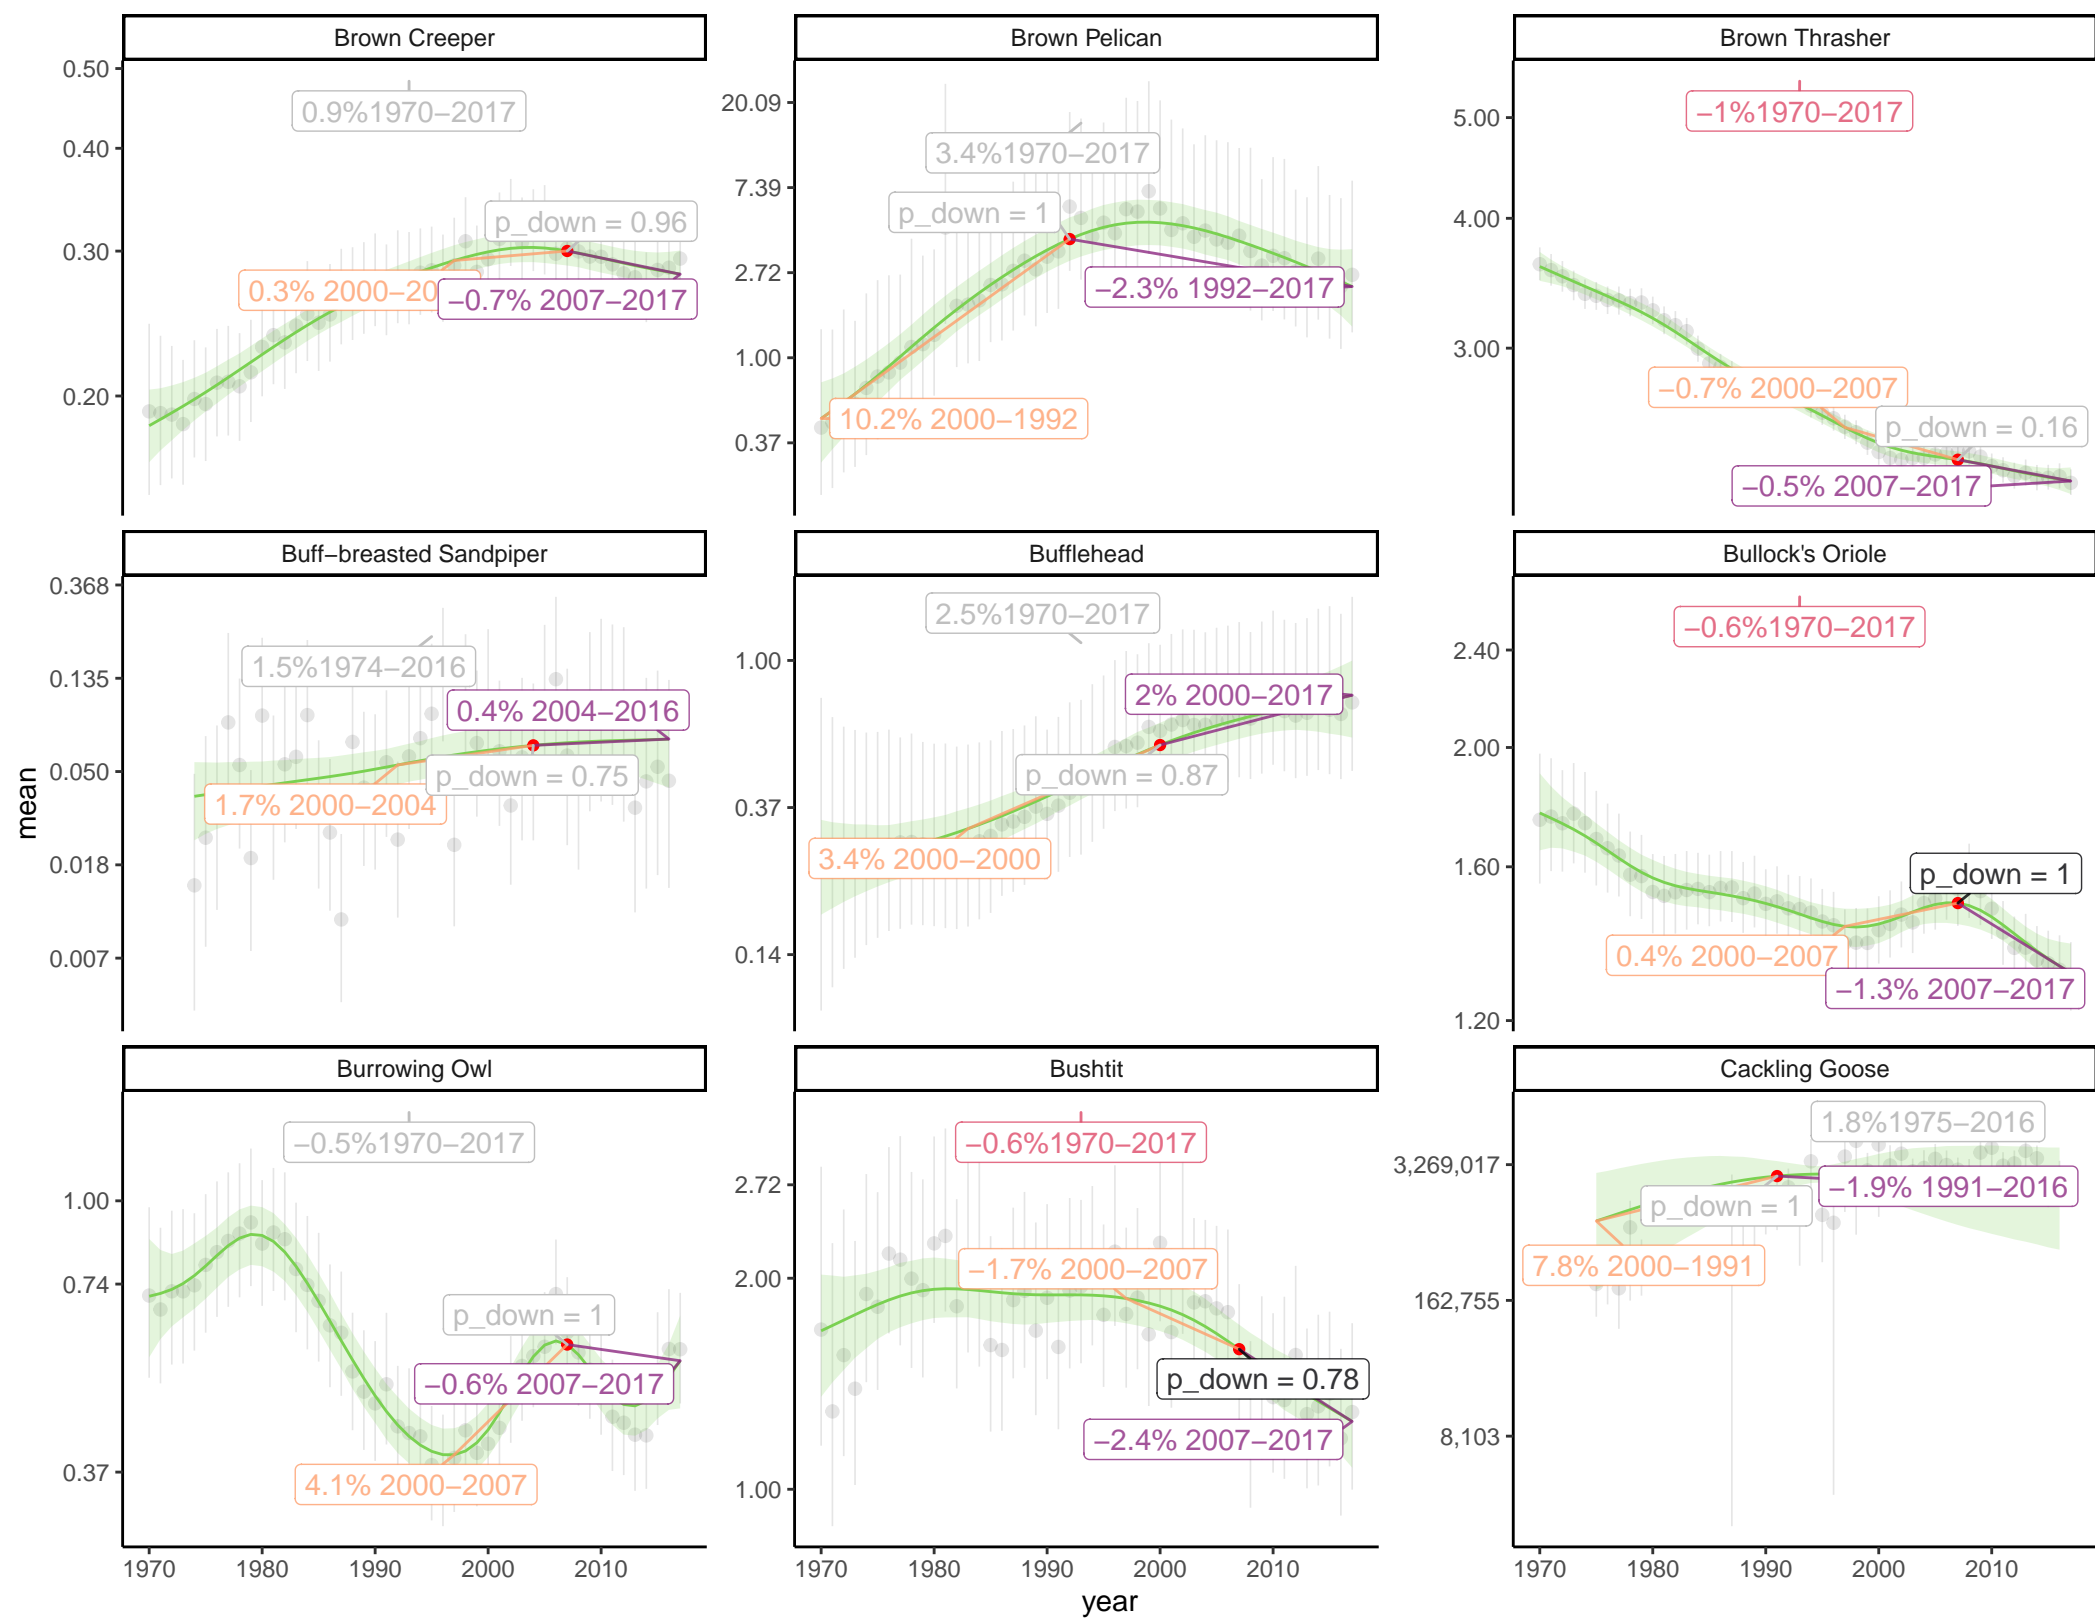 Brown Creeper
0.50
0.40
0.30
0.20
0.9%1970–2017
p_down = 0.96
0.3% 2000–20
−0.7% 2007–2017
Brown Pelican
20.09
7.39
2.72
1.00
0.37
3.4%1970–2017
p_down = 1
−2.3% 1992–2017
10.2% 2000–1992
Brown Thrasher
5.00
4.00
3.00
−1%1970–2017
−0.7% 2000–2007
p_down = 0.16
−0.5% 2007–2017
Buff−breasted Sandpiper
0.368
0.135
0.050
0.018
0.007
1.5%1974–2016
0.4% 2004–2016
p_down = 0.75
1.7% 2000–2004
Bufflehead
1.00
0.37
0.14
2.5%1970–2017
2% 2000–2017
p_down = 0.87
3.4% 2000–2000
Bullock's Oriole
2.40
2.00
1.60
1.20
−0.6%1970–2017
p_down = 1
0.4% 2000–2007
−1.3% 2007–2017
mean
Burrowing Owl
1.00
0.74
0.37
−0.5%1970–2017
p_down = 1
−0.6% 2007–2017
4.1% 2000–2007
1970 1980 1990 2000 2010
Bushtit
2.72
2.00
1.00
−0.6%1970–2017
−1.7% 2000–2007
p_down = 0.78
−2.4% 2007–2017
1970 1980 1990 2000 2010
Cackling Goose
3,269,017
162,755
8,103
1.8%1975–2016
−1.9% 1991–2016
p_down = 1
7.8% 2000–1991
1970 1980 1990 2000 2010
year